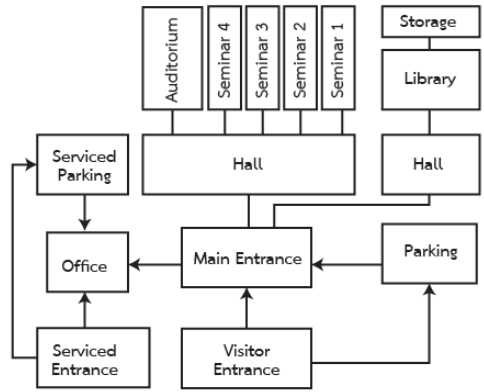 Auditorium
Seminar 4
Seminar 3
Seminar 2
Seminar 1
Storage
Library
Hall
Hall
Serviced
Parking
Office
Main Entrance
Parking
Serviced
Entrance
Visitor
Entrance